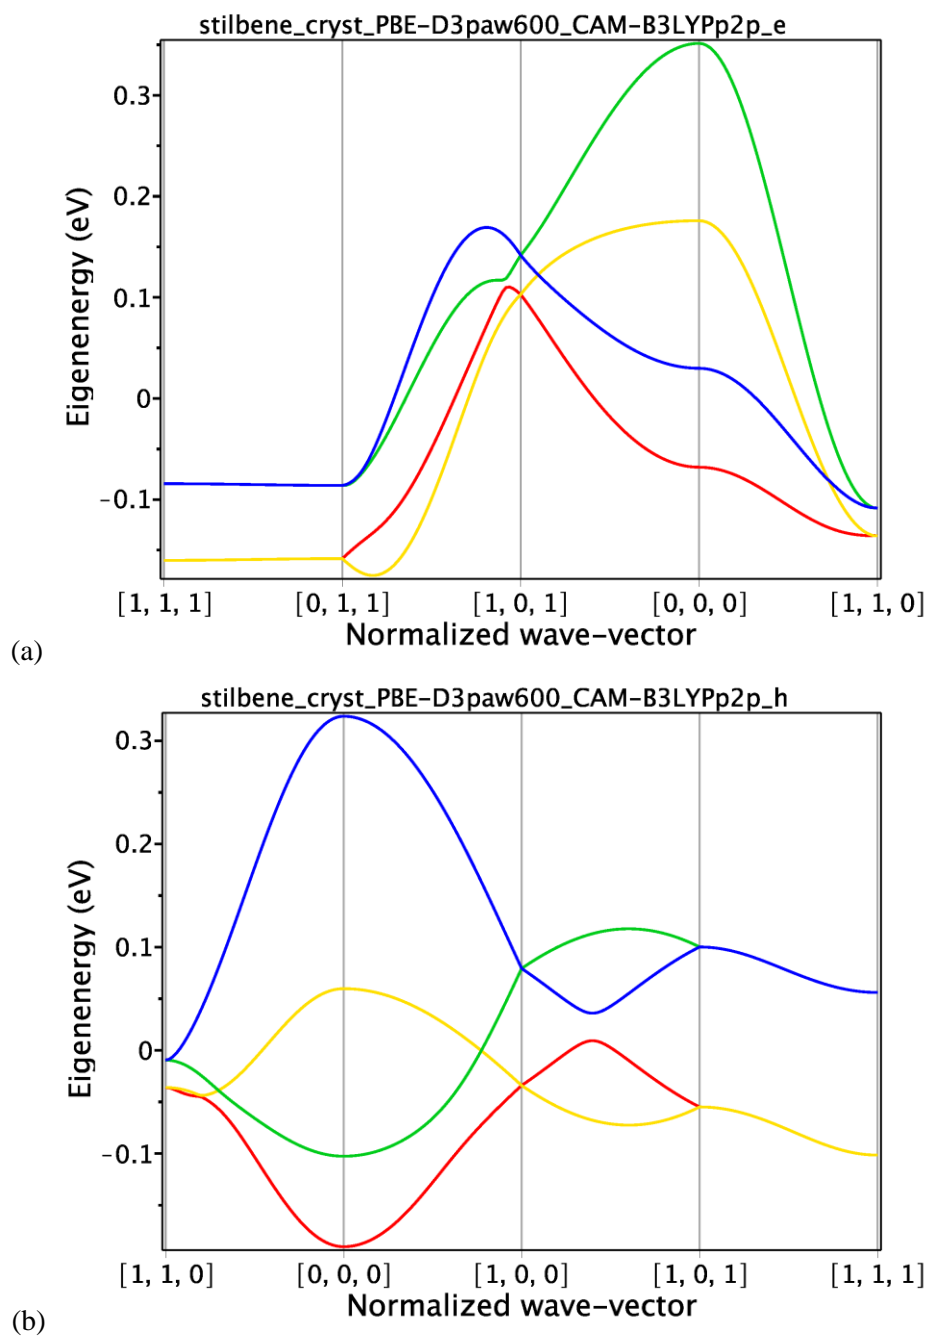 stilbene_cryst_PBE-D3paw600_CAM-B3LYPp2p_e
Eigenenergy (eV)
0.3
0.2
0.1
0
-0.1
[1, 1, 1] [0, 1, 1] [1, 0, 1] [0, 0, 0] [1, 1, 0]
Normalized wave-vector
(a)
stilbene_cryst_PBE-D3paw600_CAM-B3LYPp2p_h
Eigenenergy (eV)
0.3
0.2
0.1
0
-0.1
[1, 1, 0] [0, 0, 0] [1, 0, 0] [1, 0, 1] [1, 1, 1]
Normalized wave-vector
(b)